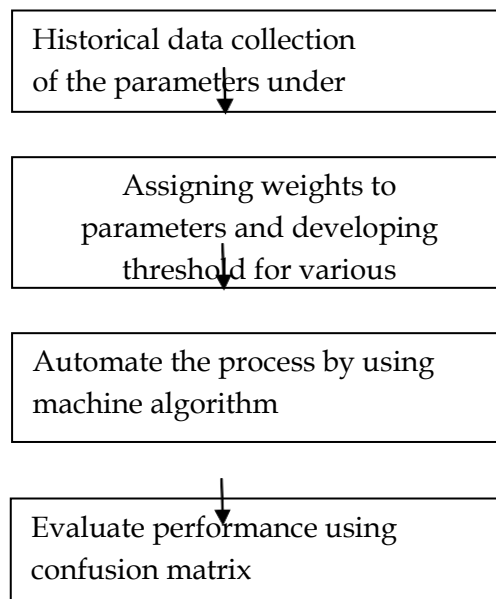 Historical data collection
of the parameters under
Assigning weights to
parameters and developing
threshold for various
Automate the process by using
machine algorithm
Evaluate performance using
confusion matrix